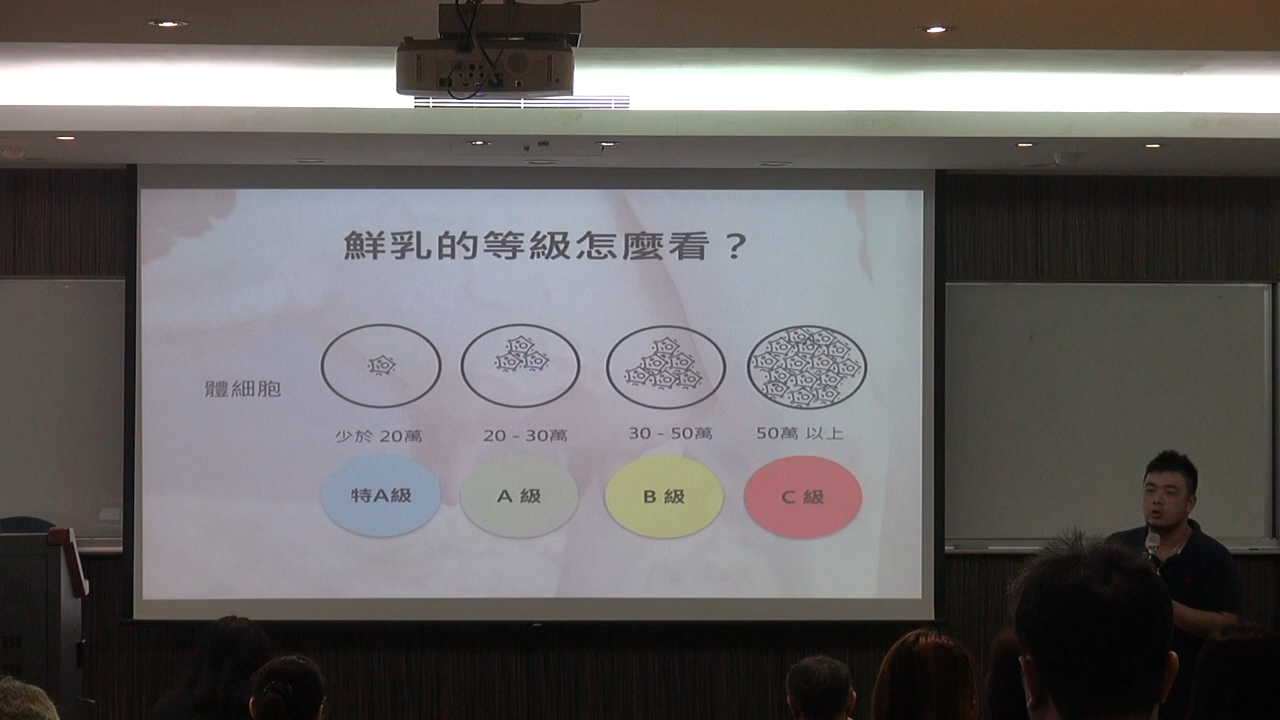 鮮乳的等級怎麼看？
體細胞
少於 20萬
20 - 30萬
30 - 50萬
50萬 以上
特A級
A 級
B 級
C 級